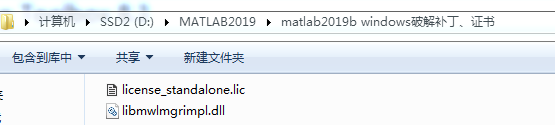 计算机 ▸ SSD2 (D:) ▸ MATLAB2019 ▸ matlab2019b windows破解补丁、证书
包含到库中 ▾ 共享 ▾ 新建文件夹
license_standalone.lic
libmwlmgrimpl.dll